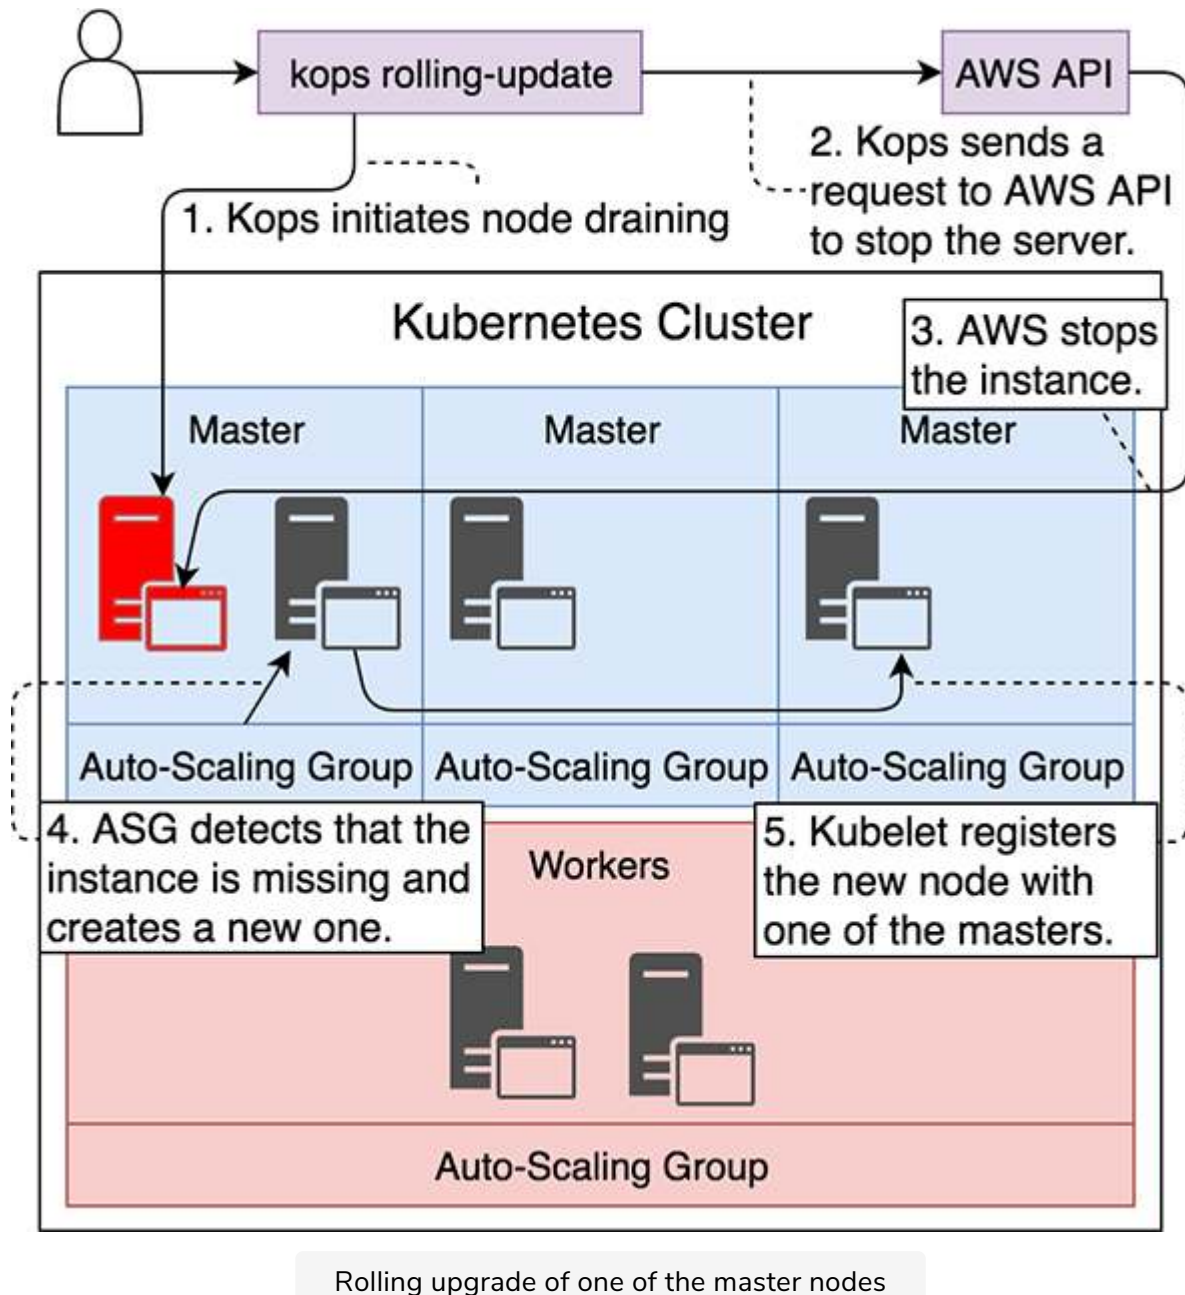 kops rolling-update
AWS API
1. Kops initiates node draining
2. Kops sends a
request to AWS API
to stop the server.
Kubernetes Cluster
3. AWS stops
the instance.
Master
Master
Master
Auto-Scaling Group
Auto-Scaling Group
Auto-Scaling Group
4. ASG detects that the
instance is missing and
creates a new one.
Workers
5. Kubelet registers
the new node with
one of the masters.
Auto-Scaling Group
Rolling upgrade of one of the master nodes